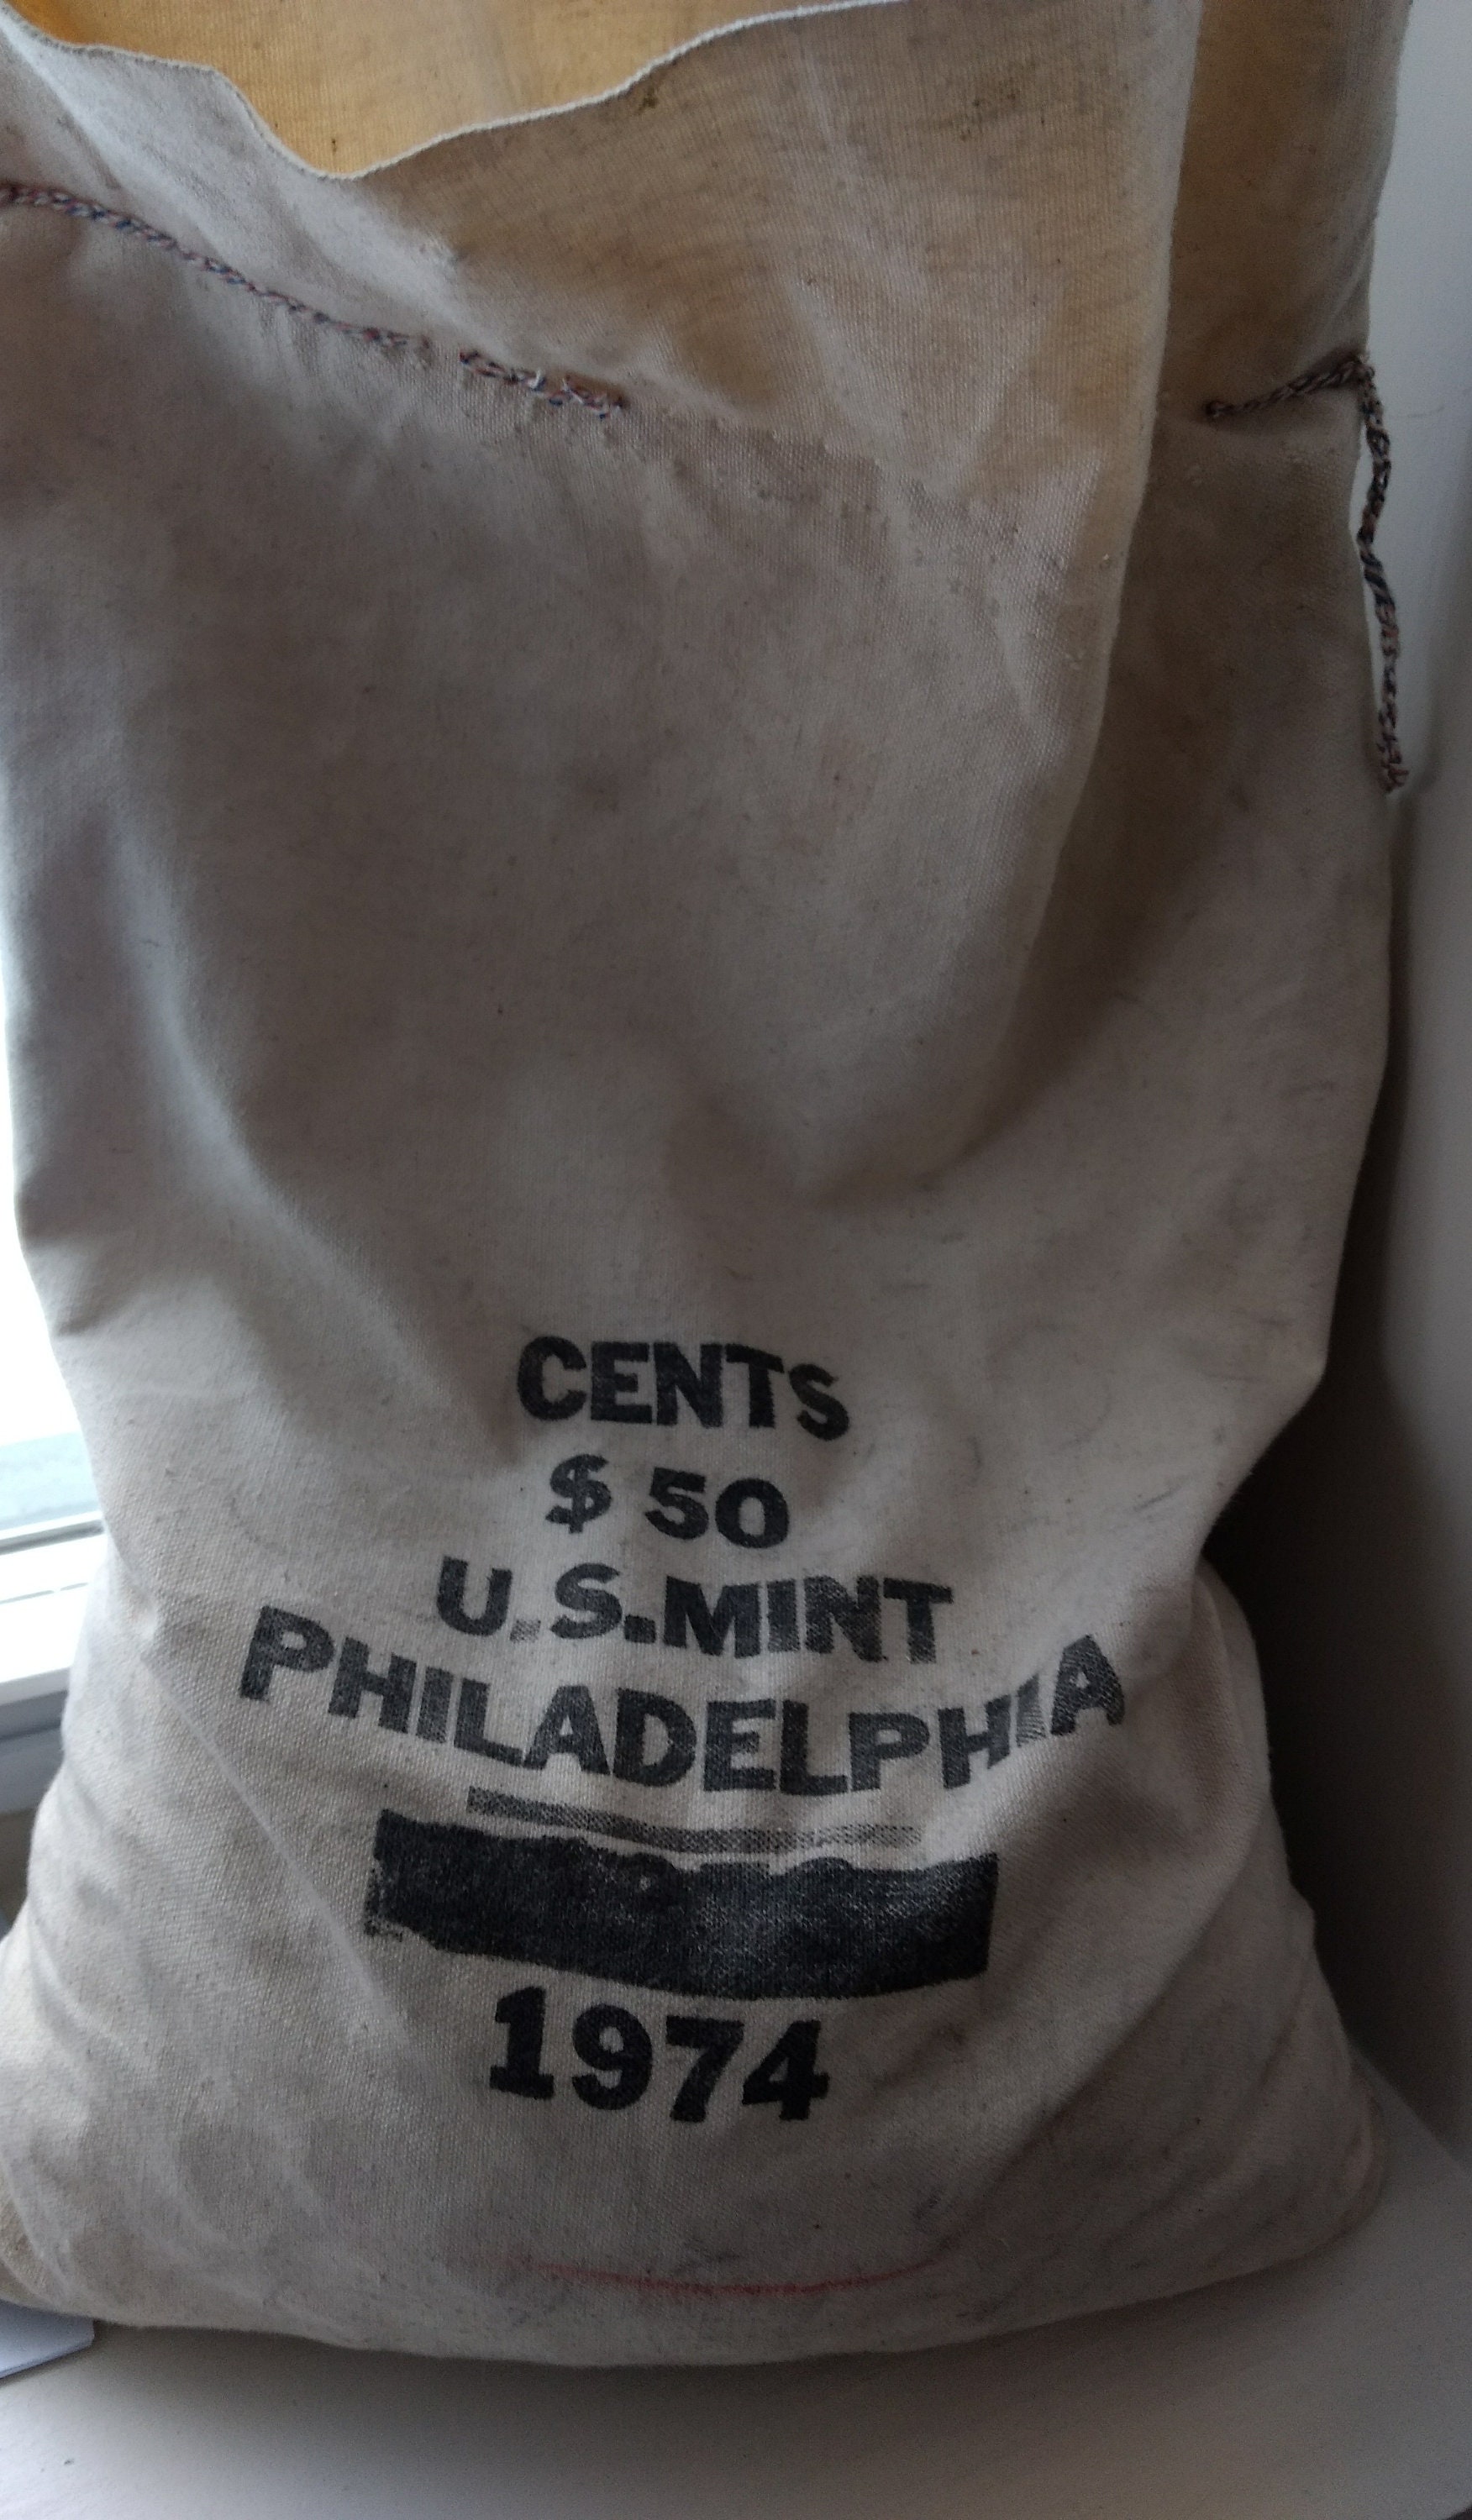 CENTS
$ 50
U.S.MINT
PHILADELPHIA
1974